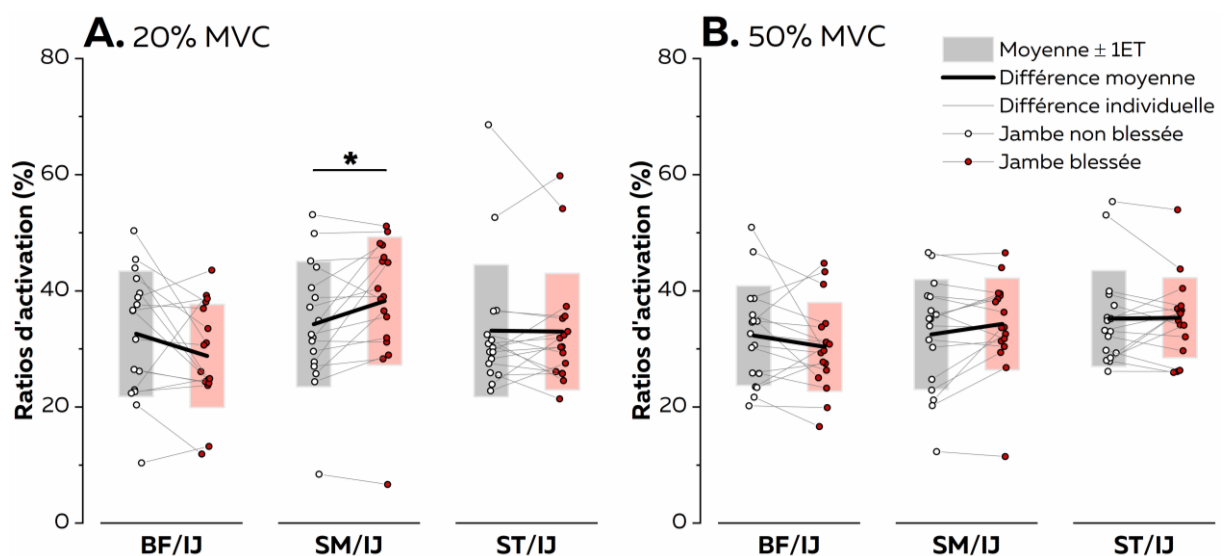 A. 20% MVC
Ratios d'activation (%)
80
60
40
20
0
*
BF/IJ
SM/IJ
ST/IJ
B. 50% MVC
Ratios d'activation (%)
80
60
40
20
0
Moyenne ± 1ET
Différence moyenne
Différence individuelle
Jambe non blessée
Jambe blessée
BF/IJ
SM/IJ
ST/IJ